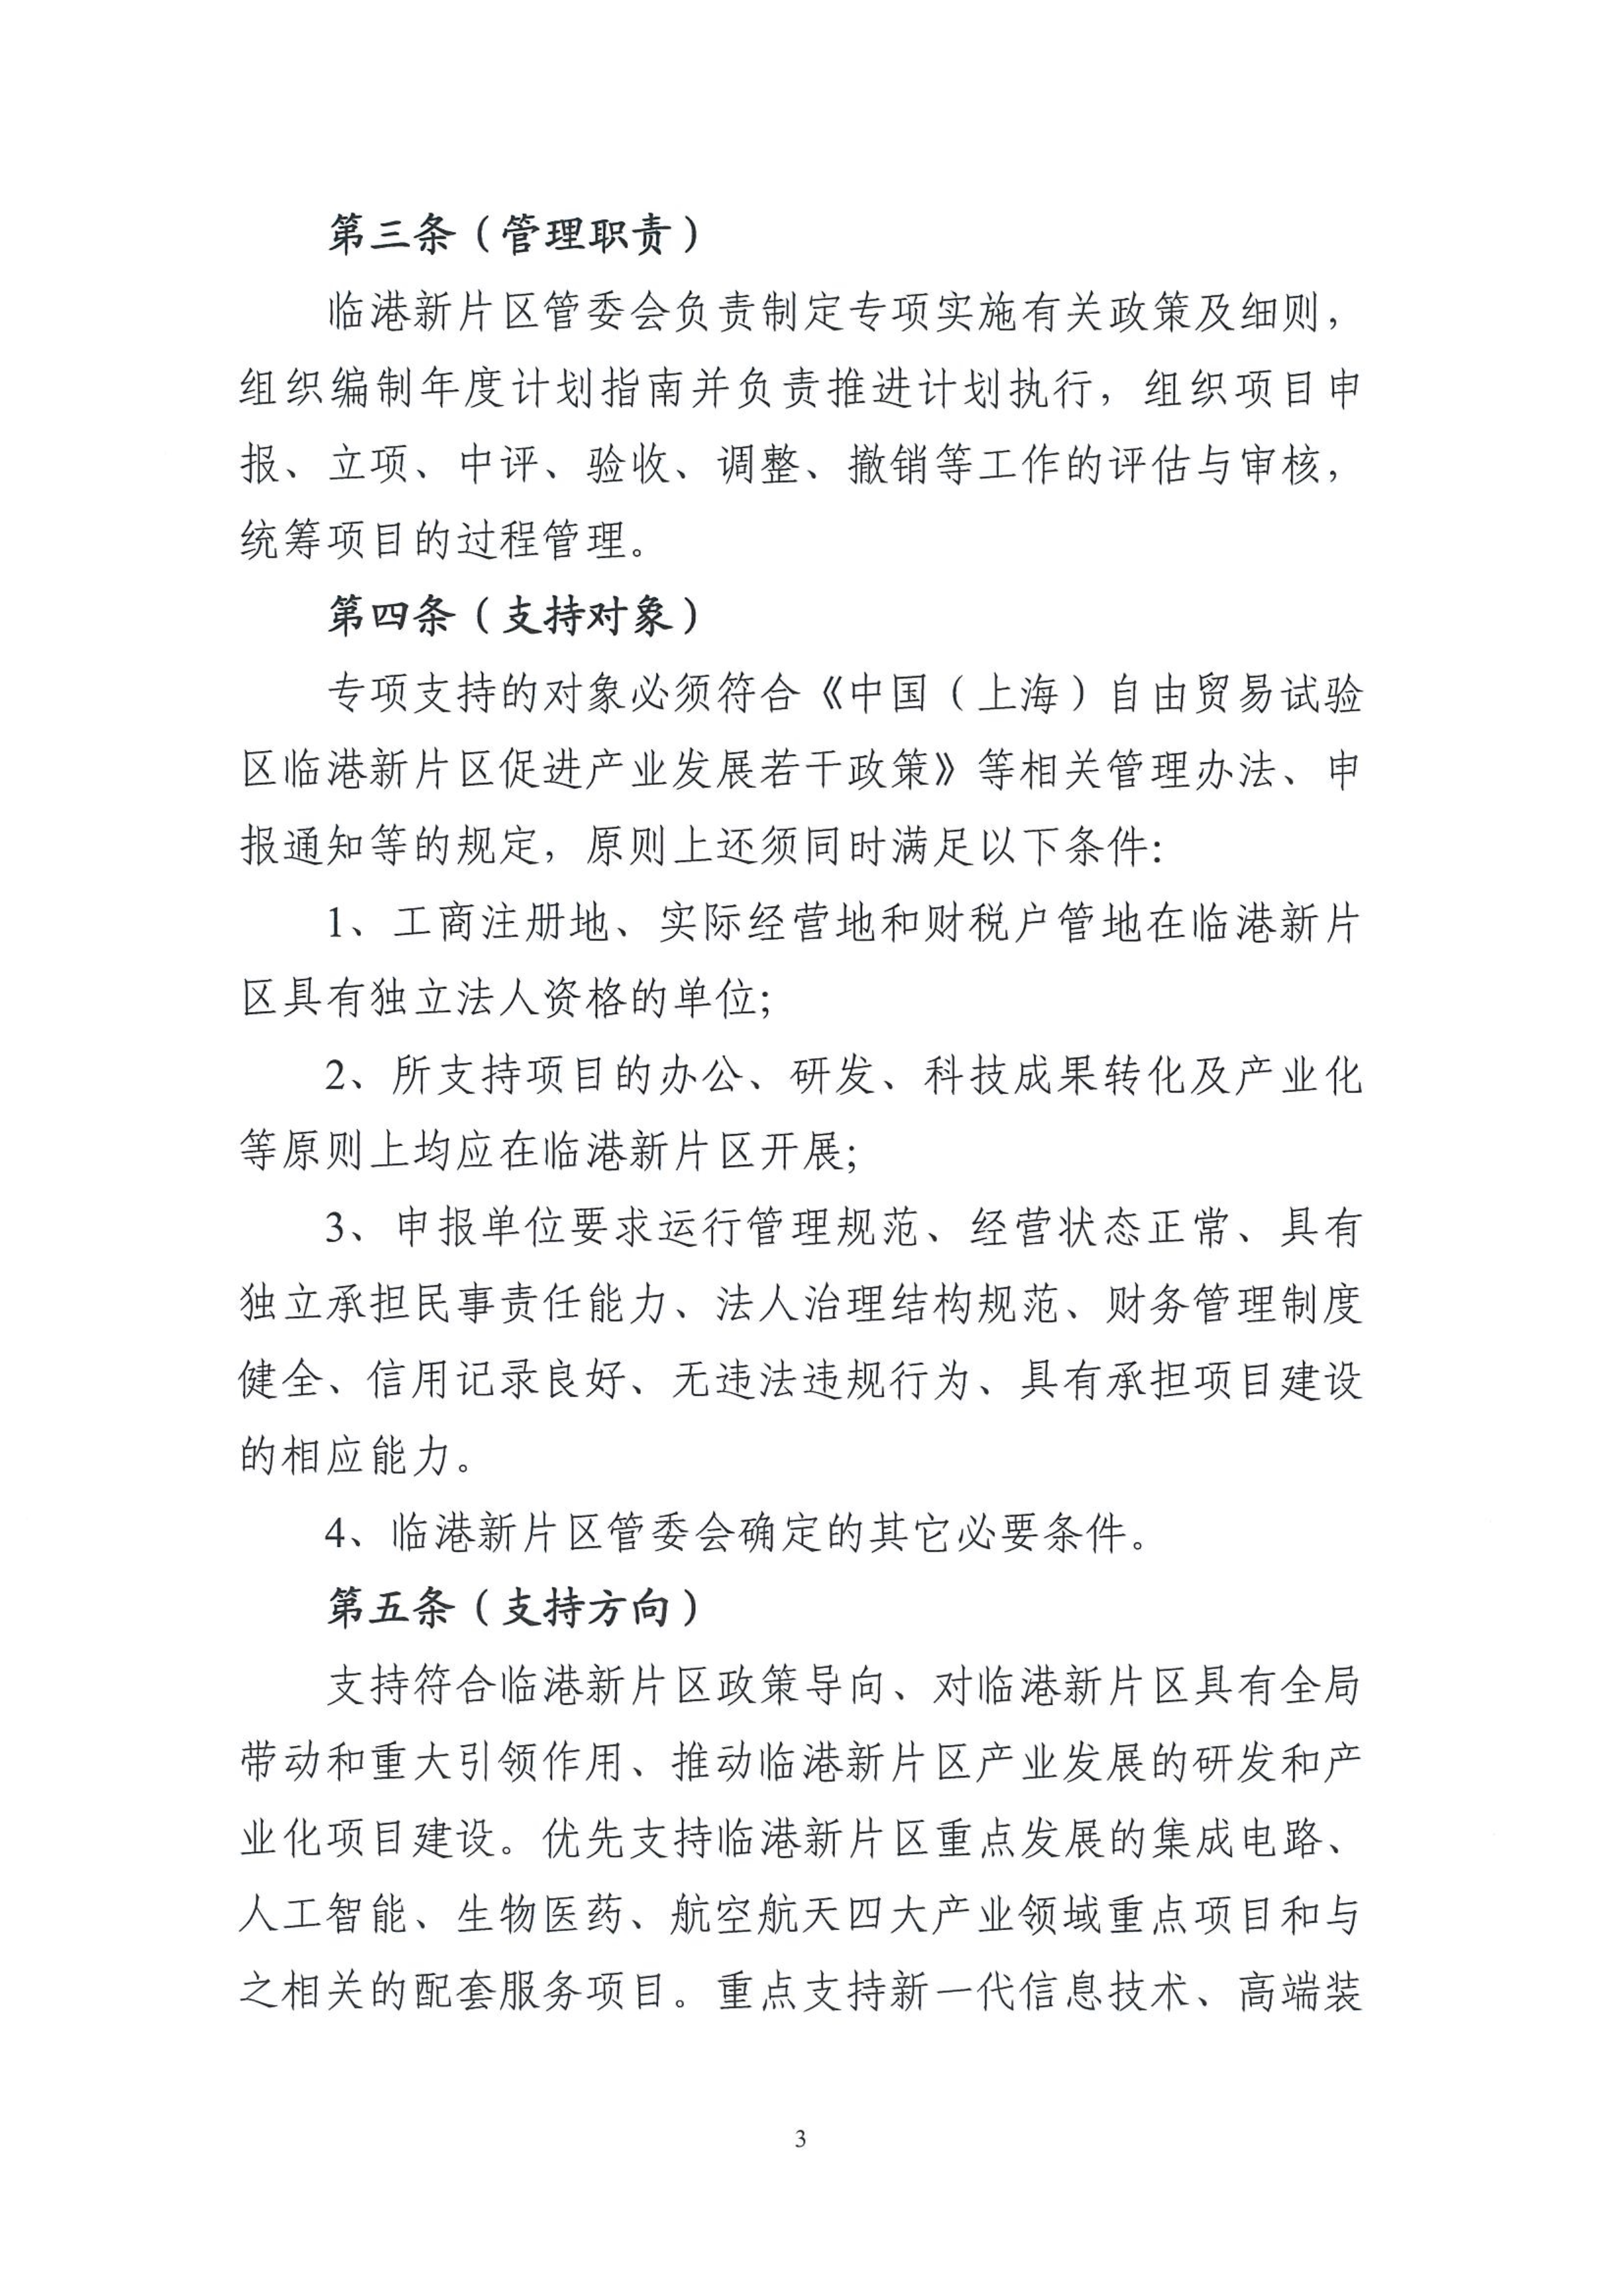 第三条（管理职责）
临港新片区管委会负责制定专项实施有关政策及细则，
组织编制年度计划指南并负责推进计划执行，组织项目申
报、立项、中评、验收、调整、撤销等工作的评估与审核，
统筹项目的过程管理。
第四条（支持对象）
专项支持的对象必须符合《中国（上海）自由贸易试验
区临港新片区促进产业发展若干政策》等相关管理办法、申
报通知等的规定，原则上还须同时满足以下条件：
1、工商注册地、实际经营地和财税户管地在临港新片
区具有独立法人资格的单位；
2、所支持项目的办公、研发、科技成果转化及产业化
等原则上均应在临港新片区开展；
3、申报单位要求运行管理规范、经营状态正常、具有
独立承担民事责任能力、法人治理结构规范、财务管理制度
健全、信用记录良好、无违法违规行为、具有承担项目建设
的相应能力。
4、临港新片区管委会确定的其它必要条件。
第五条（支持方向）
支持符合临港新片区政策导向、对临港新片区具有全局
带动和重大引领作用、推动临港新片区产业发展的研发和产
业化项目建设。优先支持临港新片区重点发展的集成电路、
人工智能、生物医药、航空航天四大产业领域重点项目和与
之相关的配套服务项目。重点支持新一代信息技术、高端装
3